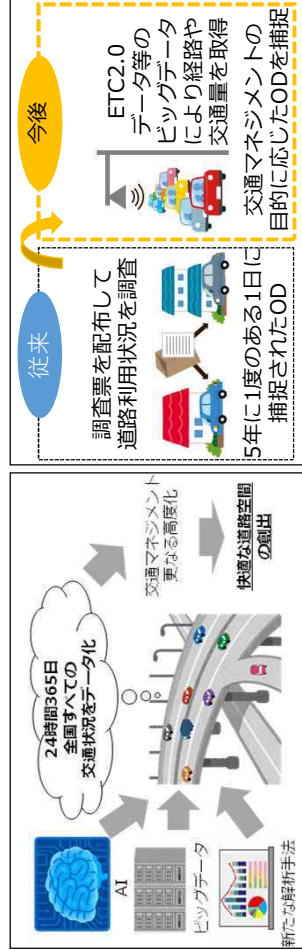 AI
ビッグデータ
新たな解析手法
24時間365日
全国すべての
交通状況をデータ化
交通マネジメント
更なる高度化
快適な道路空間
の創出
従来
調査票を配布して
道路利用状況を調査
5年に1度のある1日に
捕捉されたOD
今後
ETC2.0
データ等の
ビッグデータ
により経路や
交通量を取得
交通マネジメントの
目的に応じたODを捕捉